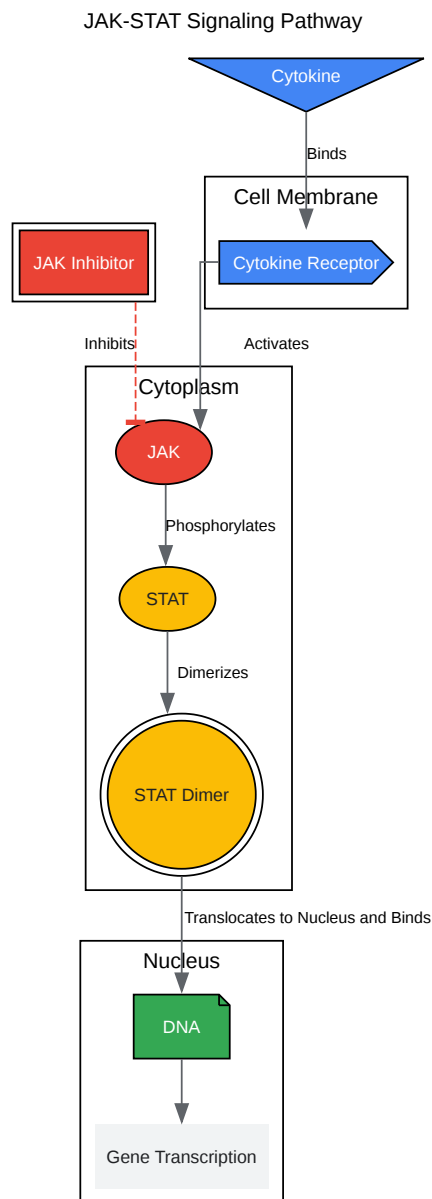 JAK-STAT Signaling Pathway
Cytokine
Binds
Cell Membrane
JAK Inhibitor
Cytokine Receptor
Inhibits
Activates
Cytoplasm
JAK
Phosphorylates
STAT
Dimerizes
STAT Dimer
Translocates to Nucleus and Binds
Nucleus
DNA
Gene Transcription